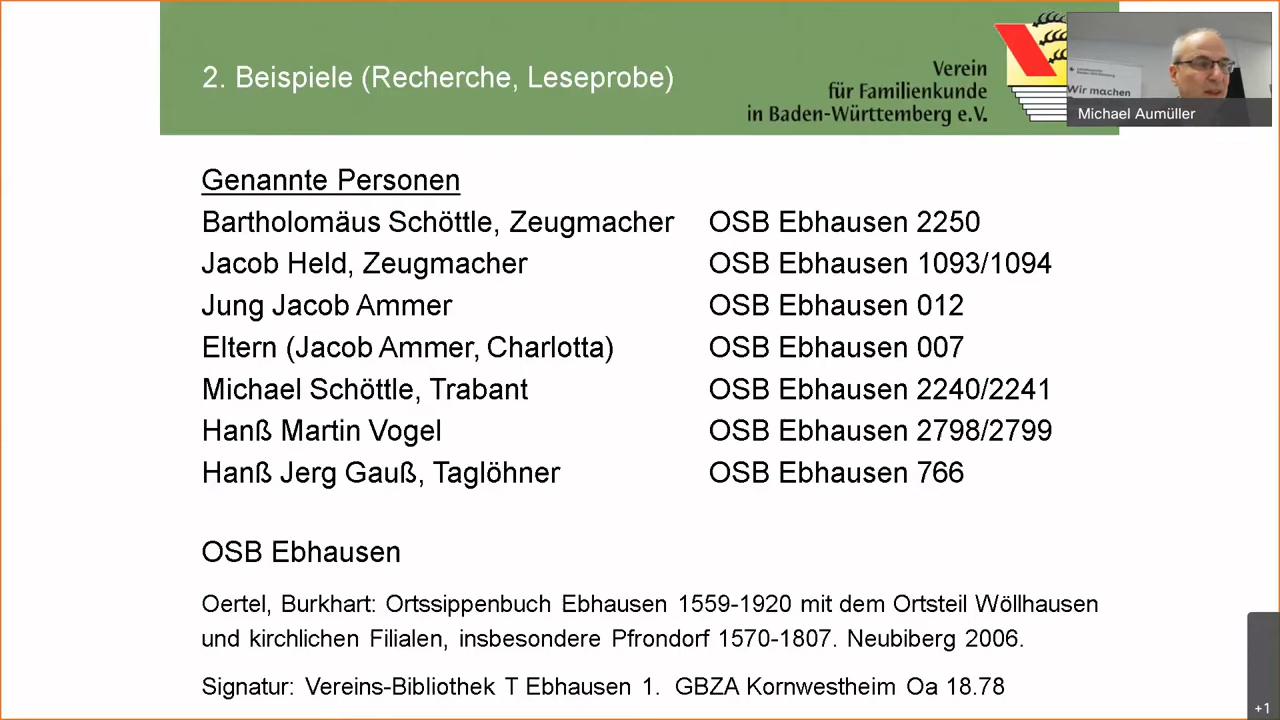 2. Beispiele (Recherche, Leseprobe)
Verein
für Familienkunde
in Baden-Württemberg e.V.
Wir machen
Michael Aumüller
Genannte Personen
Bartholomäus Schöttle, Zeugmacher OSB Ebhausen 2250
Jacob Held, Zeugmacher OSB Ebhausen 1093/1094
Jung Jacob Ammer OSB Ebhausen 012
Eltern (Jacob Ammer, Charlotta) OSB Ebhausen 007
Michael Schöttle, Trabant OSB Ebhausen 2240/2241
Hanß Martin Vogel OSB Ebhausen 2798/2799
Hanß Jerg Gauß, Taglöhner OSB Ebhausen 766
OSB Ebhausen
Oertel, Burkhart: Ortssippenbuch Ebhausen 1559-1920 mit dem Ortsteil Wöllhausen
und kirchlichen Filialen, insbesondere Pfrondorf 1570-1807. Neubiberg 2006.
Signatur: Vereins-Bibliothek T Ebhausen 1. GBZA Kornwestheim Oa 18.78
+1